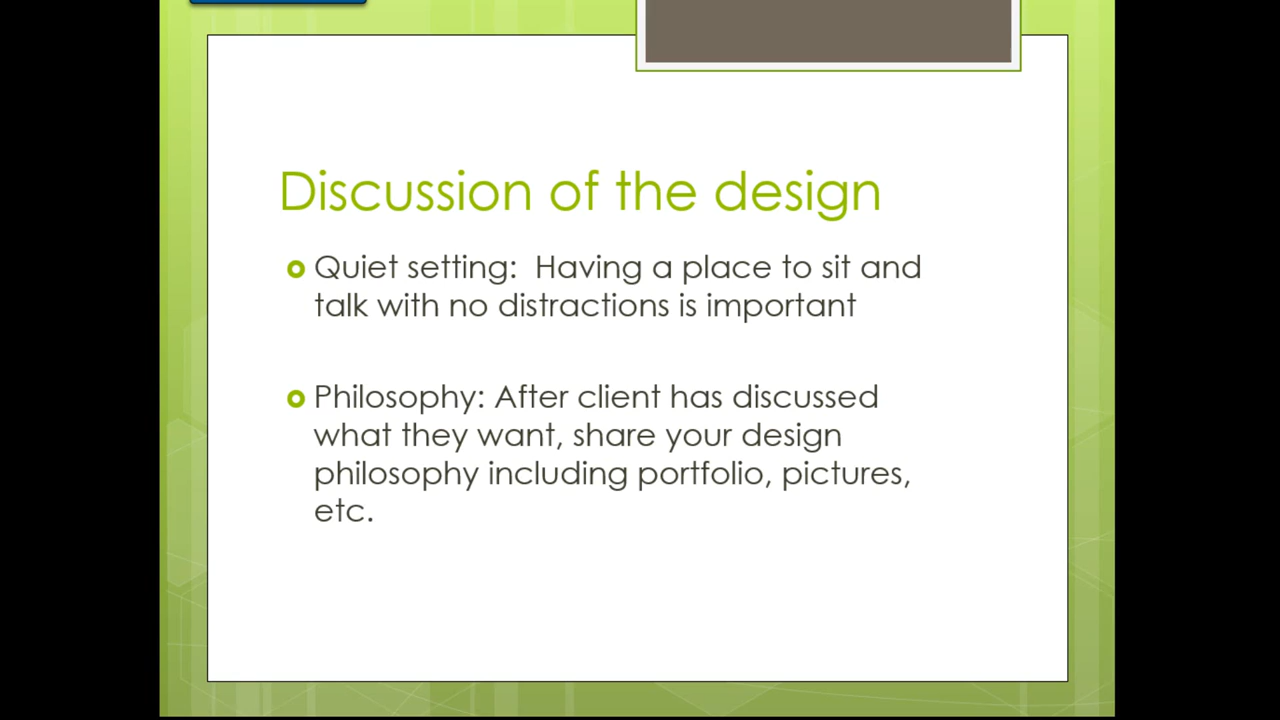 Discussion of the design
Quiet setting:  Having a place to sit and
talk with no distractions is important
Philosophy: After client has discussed
what they want, share your design
philosophy including portfolio, pictures,
etc.